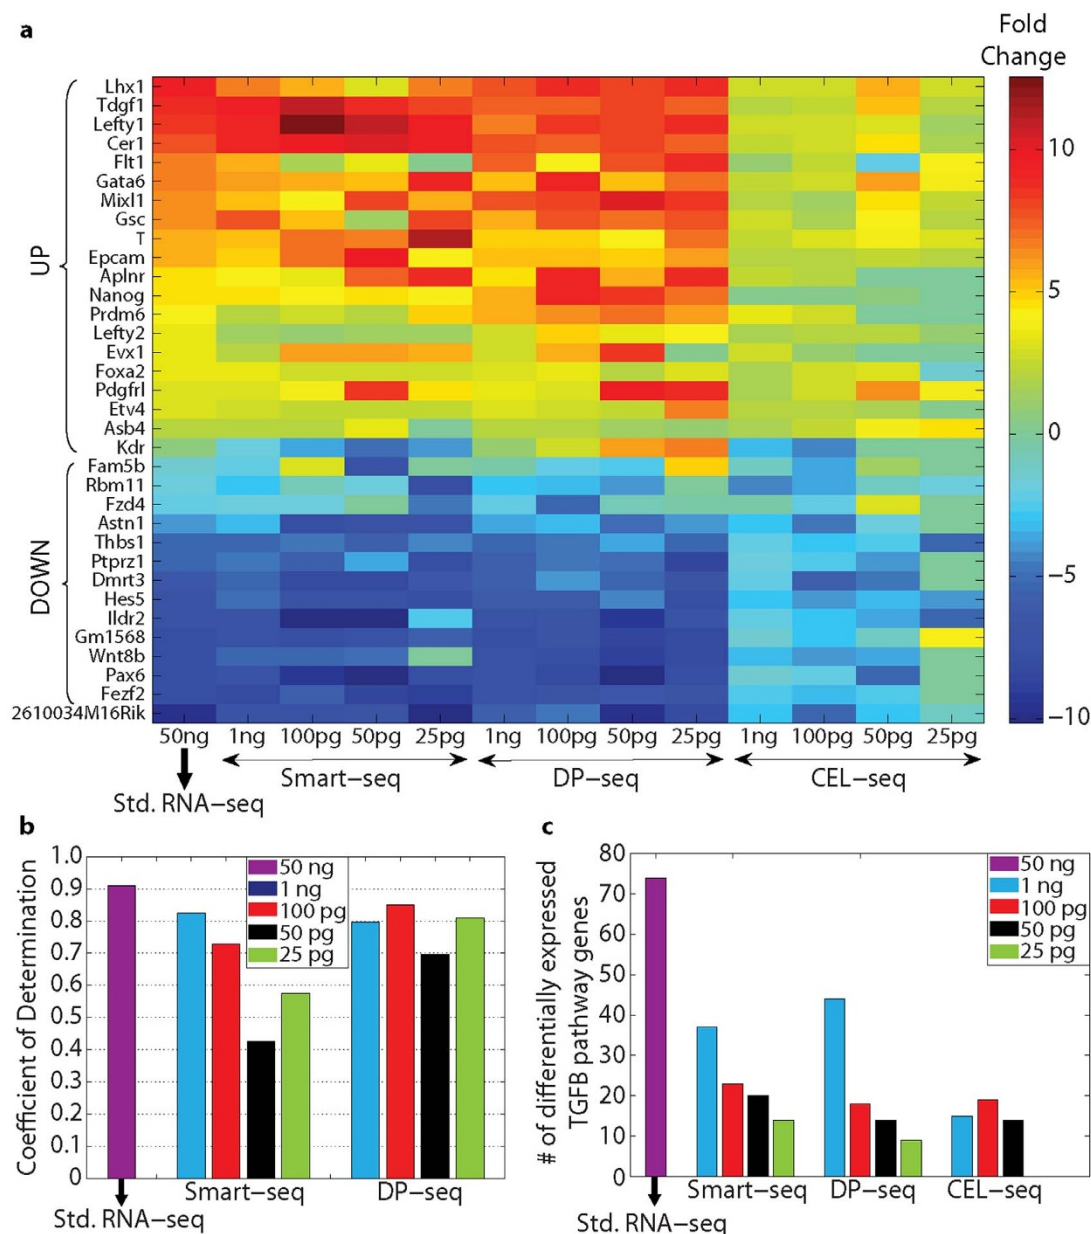 a
Fold
Change
Lhx1
Tdgf1
Lefty1
Cer1
Flt1
Gata6
Mixl1
Gsc
T
Epcam
Aplnr
Nanog
Prdm6
Lefty2
Evx1
Foxa2
Pdgfrl
Etv4
Asb4
Kdr
Fam5b
Rbm11
Fzd4
Astn1
Thbs1
Ptprz1
Dmrt3
Hes5
Ildr2
Gm1568
Wnt8b
Pax6
Fezf2
2610034M16Rik
UP
DOWN
10
5
0
−5
−10
50ng 1ng 100pg 50pg 25pg 1ng 100pg 50pg 25pg 1ng 100pg 50pg 25pg
Smart−seq DP−seq CEL−seq
Std. RNA−seq
b
Coefficient of Determination
1.0
0.9
0.8
0.7
0.6
0.5
0.4
0.3
0.2
0.1
0
50 ng
1 ng
100 pg
50 pg
25 pg
Smart−seq DP−seq
Std. RNA−seq
c
# of differentially expressed
TGFB pathway genes
80
70
60
50
40
30
20
10
0
50 ng
1 ng
100 pg
50 pg
25 pg
Smart−seq DP−seq CEL−seq
Std. RNA−seq